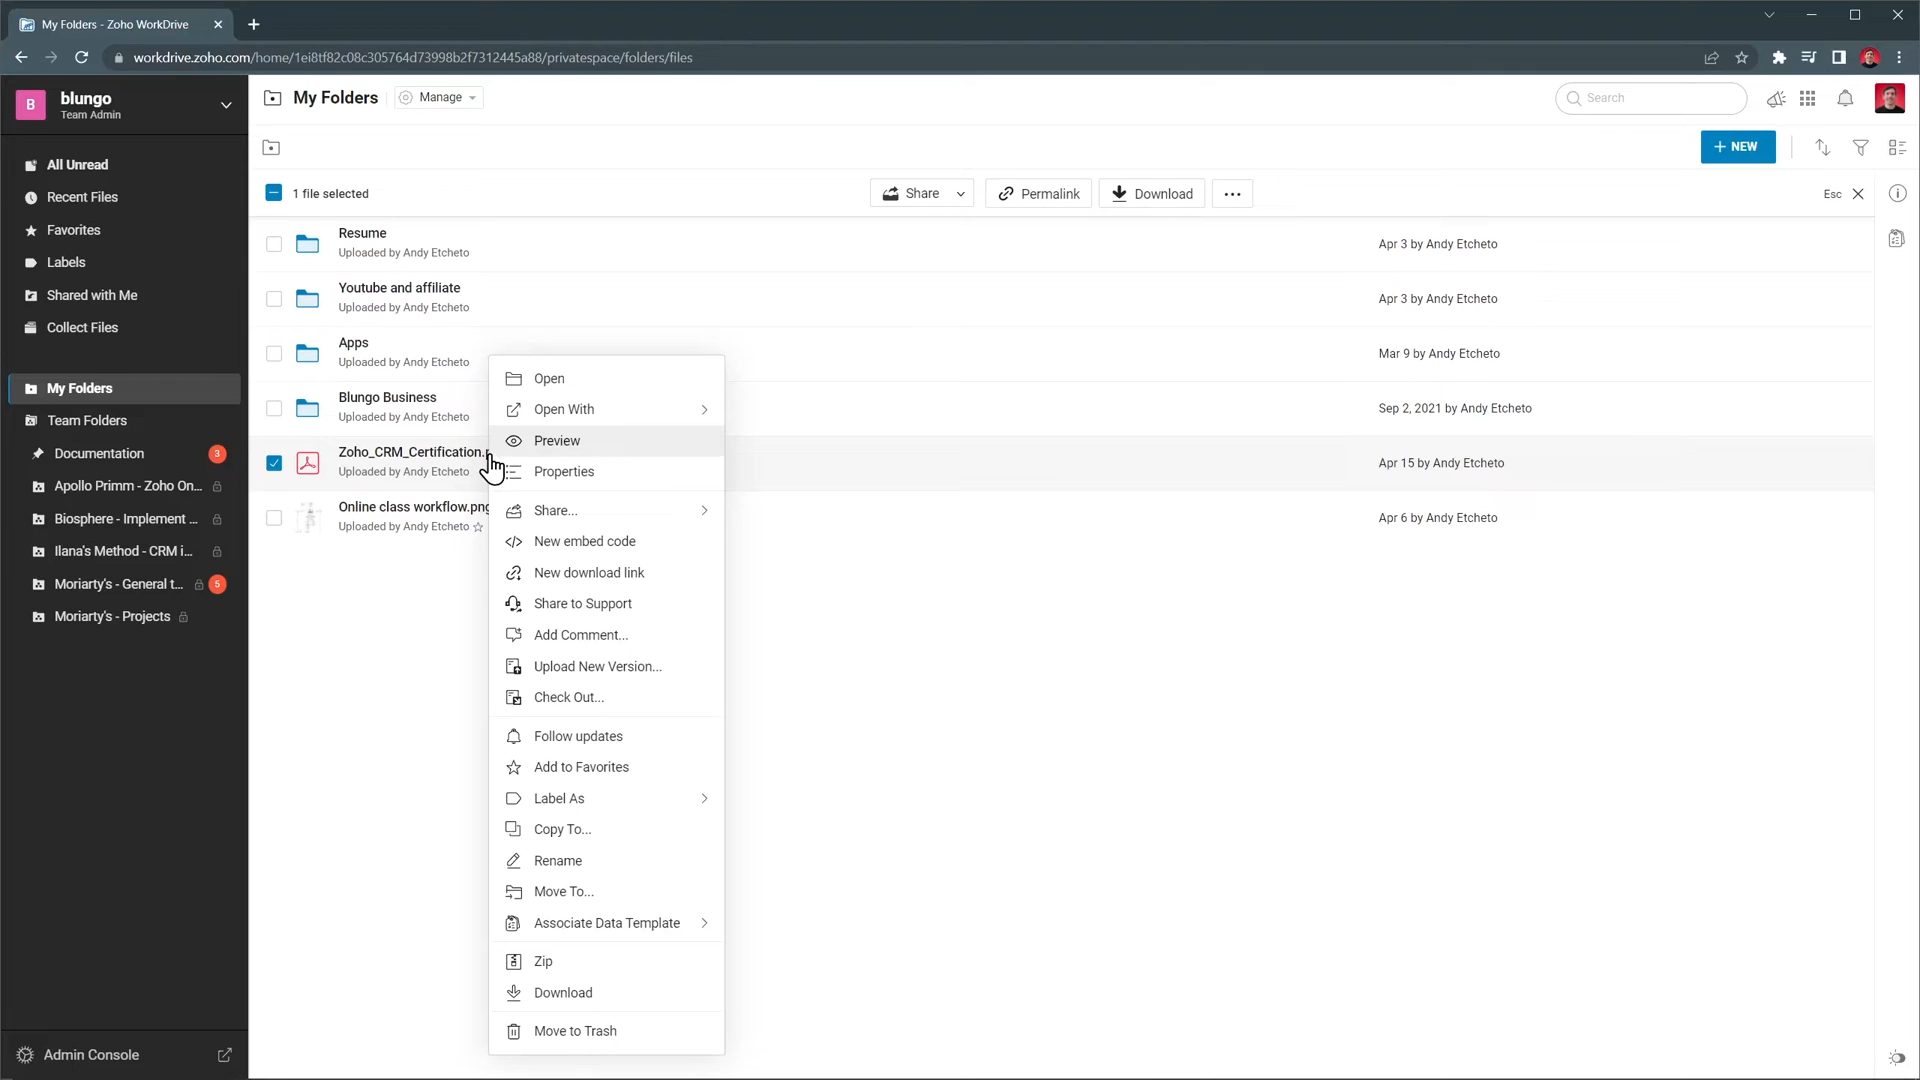 My Folders - Zoho WorkDrive
workdrive.zoho.com/home/1ei8tf82c08c305764d73998b2f7312445a88/privatespace/folders/files
B
blungo
Team Admin
My Folders
Manage
Search
All Unread
Recent Files
Favorites
Labels
Shared with Me
Collect Files
My Folders
Team Folders
Documentation 3
Apollo Primm - Zoho On...
Biosphere - Implement ...
Ilana's Method - CRM i...
Moriarty's - General t... 5
Moriarty's - Projects
Admin Console
+ NEW
1 file selected
Share
Permalink
Download
...
Esc
Resume
Uploaded by Andy Etcheto
Apr 3 by Andy Etcheto
Youtube and affiliate
Uploaded by Andy Etcheto
Apr 3 by Andy Etcheto
Apps
Uploaded by Andy Etcheto
Mar 9 by Andy Etcheto
Blungo Business
Uploaded by Andy Etcheto
Sep 2, 2021 by Andy Etcheto
Zoho_CRM_Certification.
Uploaded by Andy Etcheto
Apr 15 by Andy Etcheto
Online class workflow.png
Uploaded by Andy Etcheto
Apr 6 by Andy Etcheto
Open
Open With
Preview
Properties
Share...
New embed code
New download link
Share to Support
Add Comment...
Upload New Version...
Check Out...
Follow updates
Add to Favorites
Label As
Copy To...
Rename
Move To...
Associate Data Template
Zip
Download
Move to Trash